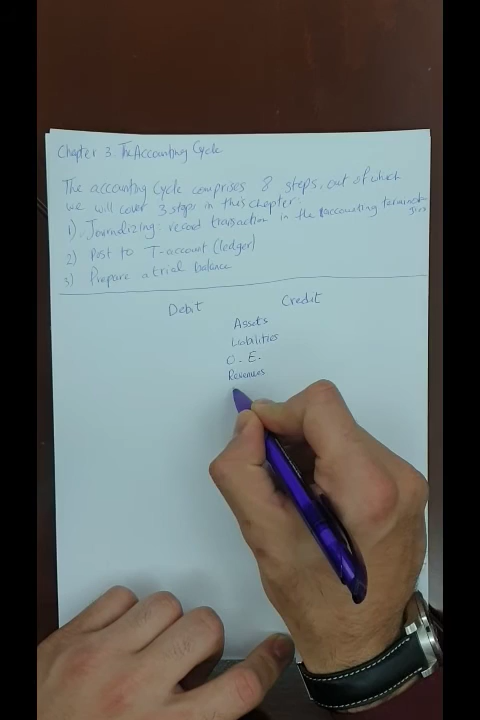 Chapter 3: The Accounting Cycle
The accounting Cycle comprises 8 steps, out of which
we will cover 3 steps in this chapter:
1). Journalizing: record transaction in the accounting terminologies
2) Post to T-account (ledger)
3) Prepare a trial balance
Debit Credit
Assets
Liabilities
O. E.
Revenues